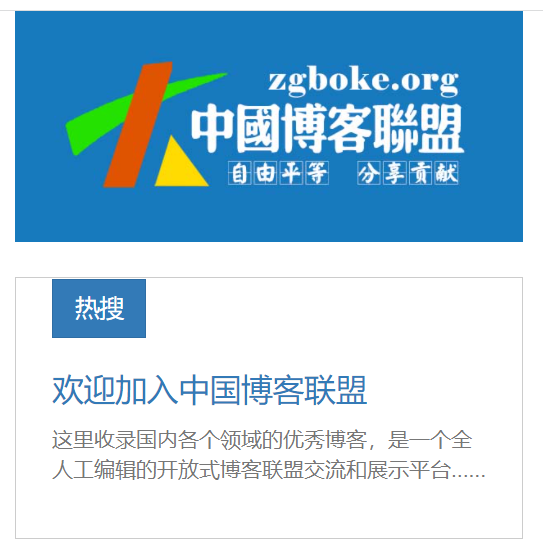 zgboke.org
中國博客聯盟
自由平等 分享貢献
热搜
欢迎加入中国博客联盟
这里收录国内各个领域的优秀博客，是一个全
人工编辑的开放式博客联盟交流和展示平台......